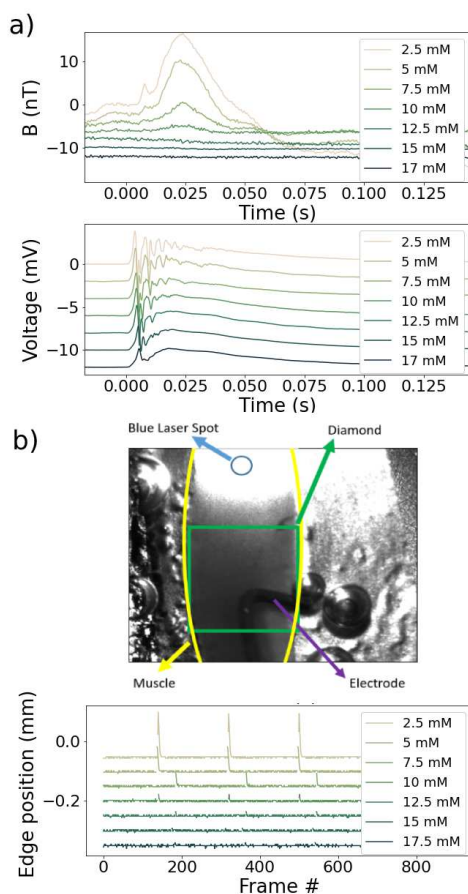 a)
B (nT)
10
0
−10
0.000 0.025 0.050 0.075 0.100 0.125
Time (s)
2.5 mM
5 mM
7.5 mM
10 mM
12.5 mM
15 mM
17 mM
Voltage (mV)
0
−5
−10
0.000 0.025 0.050 0.075 0.100 0.125
Time (s)
2.5 mM
5 mM
7.5 mM
10 mM
12.5 mM
15 mM
17 mM
b)
Blue Laser Spot
Diamond
Muscle
Electrode
Edge position (mm)
0.0
−0.2
0 200 400 600 800
Frame #
2.5 mM
5 mM
7.5 mM
10 mM
12.5 mM
15 mM
17.5 mM